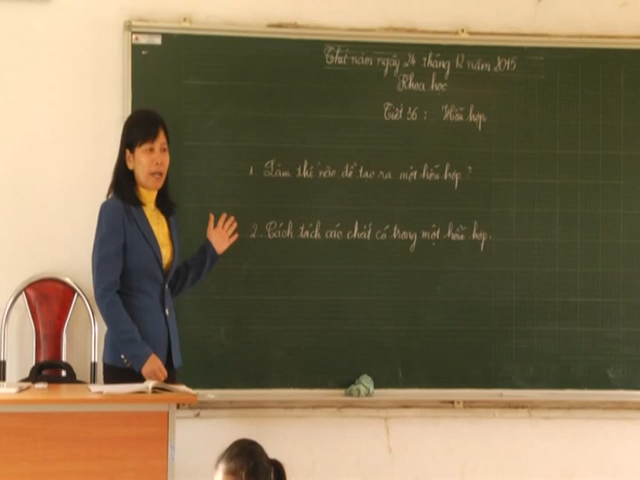 Thứ năm ngày 24 tháng 12 năm 2015
Khoa học
Tiết 36 : Hỗn hợp
1. Làm thế nào để tạo ra một hỗn hợp ?
2. Cách tách các chất có trong một hỗn hợp.